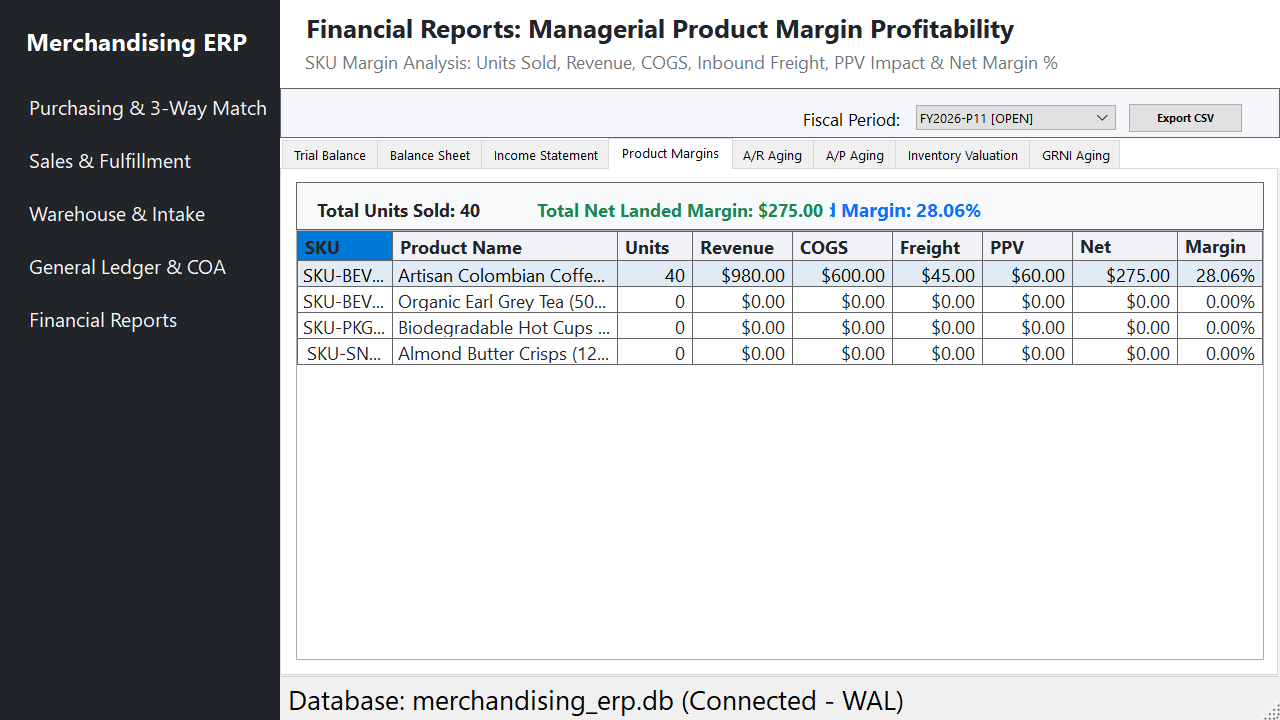 Merchandising ERP
Purchasing & 3-Way Match
Sales & Fulfillment
Warehouse & Intake
General Ledger & COA
Financial Reports
Financial Reports: Managerial Product Margin Profitability
SKU Margin Analysis: Units Sold, Revenue, COGS, Inbound Freight, PPV Impact & Net Margin %
Fiscal Period: FY2026-P11 [OPEN] Export CSV
Trial Balance Balance Sheet Income Statement Product Margins A/R Aging A/P Aging Inventory Valuation GRNI Aging
Total Units Sold: 40 Total Net Landed Margin: $275.00 Margin: 28.06%
SKU Product Name Units Revenue COGS Freight PPV Net Margin
SKU-BEV... Artisan Colombian Coffe... 40 $980.00 $600.00 $45.00 $60.00 $275.00 28.06%
SKU-BEV... Organic Earl Grey Tea (50... 0 $0.00 $0.00 $0.00 $0.00 $0.00 0.00%
SKU-PKG... Biodegradable Hot Cups ... 0 $0.00 $0.00 $0.00 $0.00 $0.00 0.00%
SKU-SN... Almond Butter Crisps (12... 0 $0.00 $0.00 $0.00 $0.00 $0.00 0.00%
Database: merchandising_erp.db (Connected - WAL)